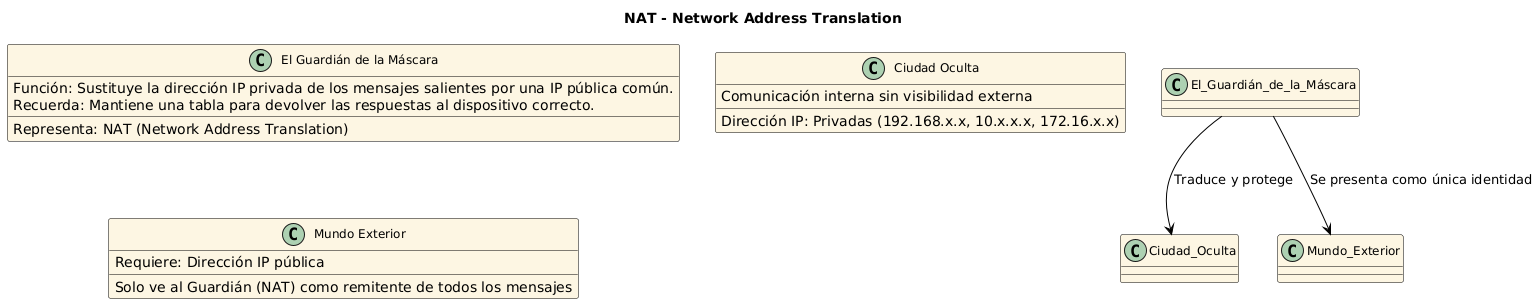 NAT - Network Address Translation
C El Guardián de la Máscara
Función: Sustituye la dirección IP privada de los mensajes salientes por una IP pública común.
Recuerda: Mantiene una tabla para devolver las respuestas al dispositivo correcto.
Representa: NAT (Network Address Translation)
C Ciudad Oculta
Comunicación interna sin visibilidad externa
Dirección IP: Privadas (192.168.x.x, 10.x.x.x, 172.16.x.x)
C El_Guardián_de_la_Máscara
Traduce y protege
Se presenta como única identidad
C Mundo Exterior
Requiere: Dirección IP pública
Solo ve al Guardián (NAT) como remitente de todos los mensajes
C Ciudad_Oculta
C Mundo_Exterior